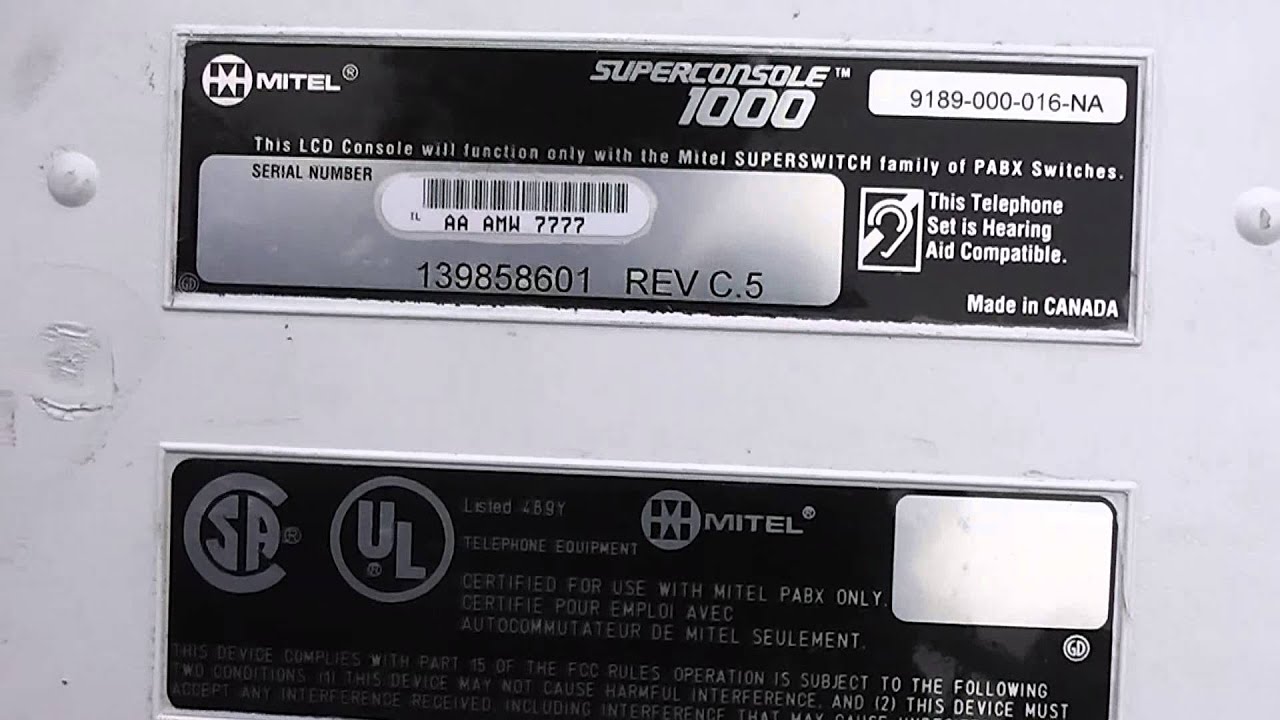 MITEL®
SUPERCONSOLE™
1000
9189-000-016-NA
This LCD Console will function only with the Mitel SUPERSWITCH family of PABX Switches.
SERIAL NUMBER
IL
AA AMW 7777
139858601 REV C.5
This Telephone
Set is Hearing
Aid Compatible.
Made in CANADA
GD
SA®
UL®
Listed 4B9Y
TELEPHONE EQUIPMENT
MITEL®
CERTIFIED FOR USE WITH MITEL PABX ONLY.
CERTIFIE POUR EMPLOI AVEC
AUTOCOMMUTATEUR DE MITEL SEULEMENT.
GD
THIS DEVICE COMPLIES WITH PART 15 OF THE FCC RULES OPERATION IS SUBJECT TO THE FOLLOWING
TWO CONDITIONS (1) THIS DEVICE MAY NOT CAUSE HARMFUL INTERFERENCE, AND (2) THIS DEVICE MUST
ACCEPT ANY INTERFERENCE RECEIVED, INCLUDING INTERFERENCE THAT MAY CAUSE